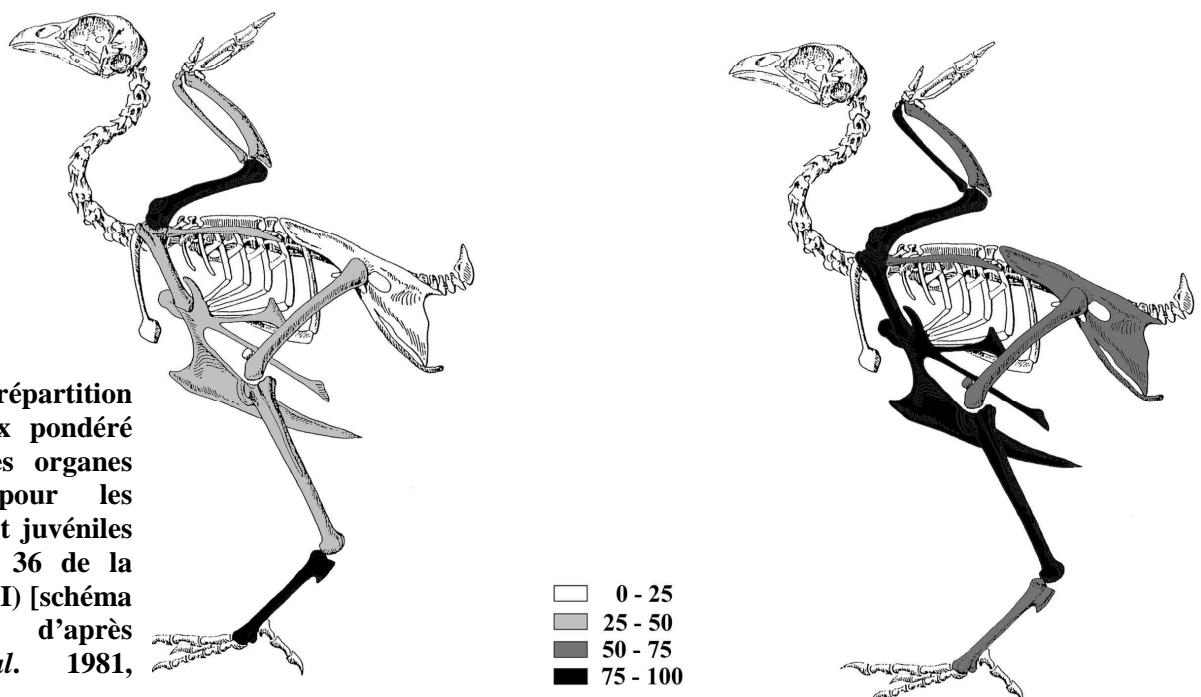 répartition
x pondéré
es organes
pour les
t juvéniles
36 de la
I) [schéma
d'après
al. 1981,
0 - 25
25 - 50
50 - 75
75 - 100